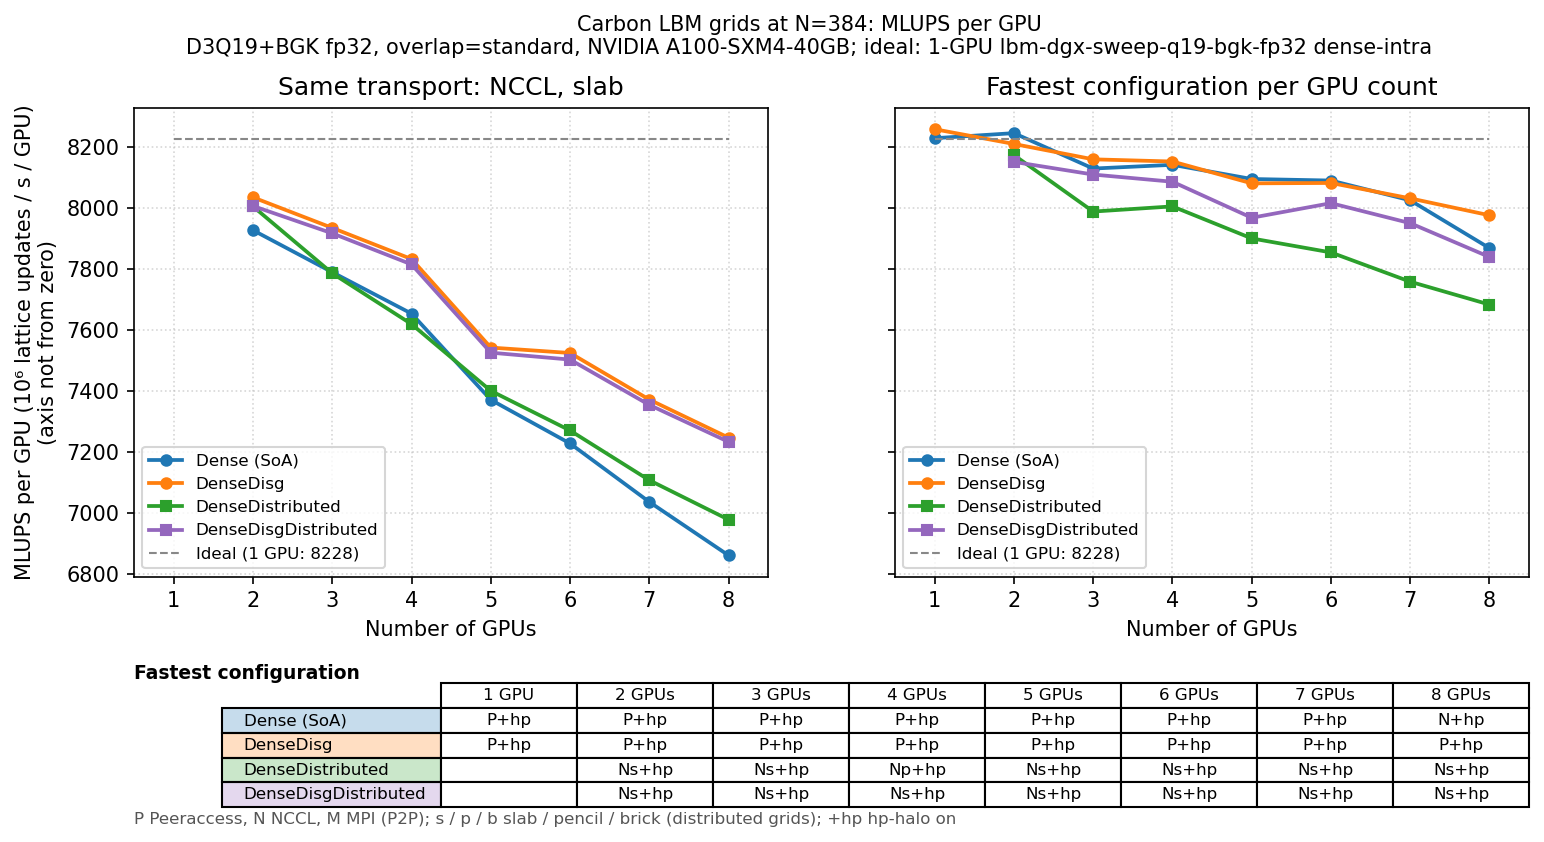 Carbon LBM grids at N=384: MLUPS per GPU
D3Q19+BGK fp32, overlap=standard, NVIDIA A100-SXM4-40GB; ideal: 1-GPU lbm-dgx-sweep-q19-bgk-fp32 dense-intra
Same transport: NCCL, slab
MLUPS per GPU (10⁶ lattice updates / s / GPU)
(axis not from zero)
8200
8000
7800
7600
7400
7200
7000
6800
Dense (SoA)
DenseDisg
DenseDistributed
DenseDisgDistributed
Ideal (1 GPU: 8228)
1 2 3 4 5 6 7 8
Number of GPUs
Fastest configuration per GPU count
Dense (SoA)
DenseDisg
DenseDistributed
DenseDisgDistributed
Ideal (1 GPU: 8228)
1 2 3 4 5 6 7 8
Number of GPUs
Fastest configuration
1 GPU 2 GPUs 3 GPUs 4 GPUs 5 GPUs 6 GPUs 7 GPUs 8 GPUs
Dense (SoA) P+hp P+hp P+hp P+hp P+hp P+hp P+hp N+hp
DenseDisg P+hp P+hp P+hp P+hp P+hp P+hp P+hp P+hp
DenseDistributed Ns+hp Ns+hp Np+hp Ns+hp Ns+hp Ns+hp Ns+hp
DenseDisgDistributed Ns+hp Ns+hp Ns+hp Ns+hp Ns+hp Ns+hp Ns+hp
P Peeraccess, N NCCL, M MPI (P2P); s / p / b slab / pencil / brick (distributed grids); +hp hp-halo on